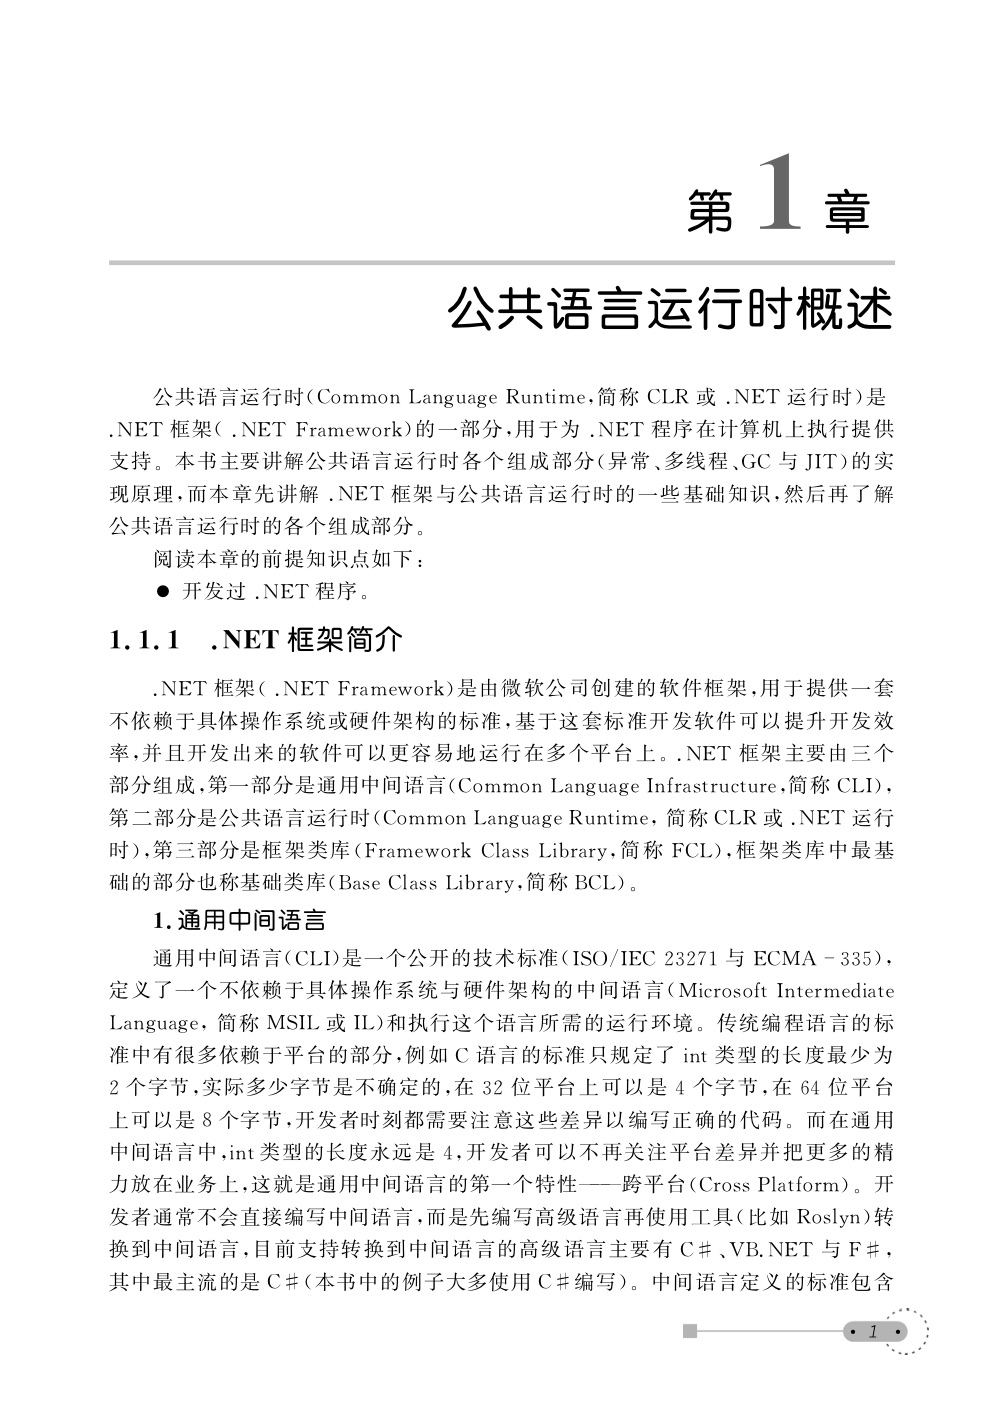 第1章
公共语言运行时概述
公共语言运行时(Common Language Runtime,简称 CLR 或 .NET 运行时)是
.NET 框架( .NET Framework)的一部分,用于为 .NET 程序在计算机上执行提供
支持。本书主要讲解公共语言运行时各个组成部分(异常、多线程、GC 与 JIT)的实
现原理,而本章先讲解 .NET 框架与公共语言运行时的一些基础知识,然后再了解
公共语言运行时的各个组成部分。
阅读本章的前提知识点如下:
● 开发过 .NET 程序。
1.1.1 .NET 框架简介
.NET 框架( .NET Framework)是由微软公司创建的软件框架,用于提供一套
不依赖于具体操作系统或硬件架构的标准,基于这套标准开发软件可以提升开发效
率,并且开发出来的软件可以更容易地运行在多个平台上。.NET 框架主要由三个
部分组成,第一部分是通用中间语言(Common Language Infrastructure,简称 CLI),
第二部分是公共语言运行时(Common Language Runtime, 简称 CLR 或 .NET 运行
时),第三部分是框架类库(Framework Class Library,简称 FCL),框架类库中最基
础的部分也称基础类库(Base Class Library,简称 BCL)。
1.通用中间语言
通用中间语言(CLI)是一个公开的技术标准(ISO/IEC 23271 与 ECMA-335),
定义了一个不依赖于具体操作系统与硬件架构的中间语言(Microsoft Intermediate
Language, 简称 MSIL 或 IL)和执行这个语言所需的运行环境。传统编程语言的标
准中有很多依赖于平台的部分,例如 C 语言的标准只规定了 int 类型的长度最少为
2 个字节,实际多少字节是不确定的,在 32 位平台上可以是 4 个字节,在 64 位平台
上可以是 8 个字节,开发者时刻都需要注意这些差异以编写正确的代码。而在通用
中间语言中,int 类型的长度永远是 4,开发者可以不再关注平台差异并把更多的精
力放在业务上,这就是通用中间语言的第一个特性——跨平台(Cross Platform)。开
发者通常不会直接编写中间语言,而是先编写高级语言再使用工具(比如 Roslyn)转
换到中间语言,目前支持转换到中间语言的高级语言主要有 C♯、VB.NET 与 F♯,
其中最主流的是 C♯(本书中的例子大多使用 C♯编写)。中间语言定义的标准包含
· 1 ·